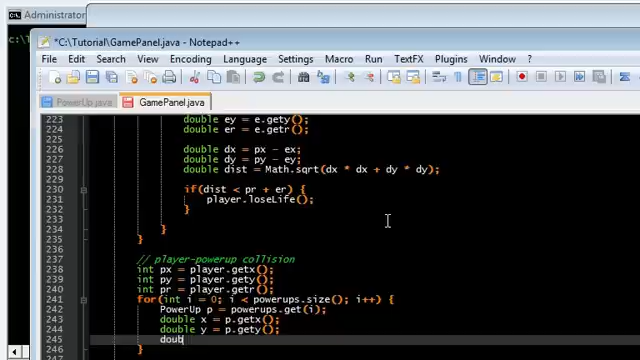 Administrator
c:\T
*C:\Tutorial\GamePanel.java - Notepad++
File Edit Search View Encoding Language Settings Macro Run TextFX Plugins Window ?
PowerUp.java GamePanel.java
223 double ey = e.gety();
224 double er = e.getr();
225
226 double dx = px - ex;
227 double dy = py - ey;
228 double dist = Math.sqrt(dx * dx + dy * dy);
229
230 if(dist < pr + er) {
231 player.loseLife();
232 }
233
234 }
235 }
236
237 // player-powerup collision
238 int px = player.getx();
239 int py = player.gety();
240 int pr = player.getr();
241 for(int i = 0; i < powerups.size(); i++) {
242 PowerUp p = powerups.get(i);
243 double x = p.getx();
244 double y = p.gety();
245 doub
246 }